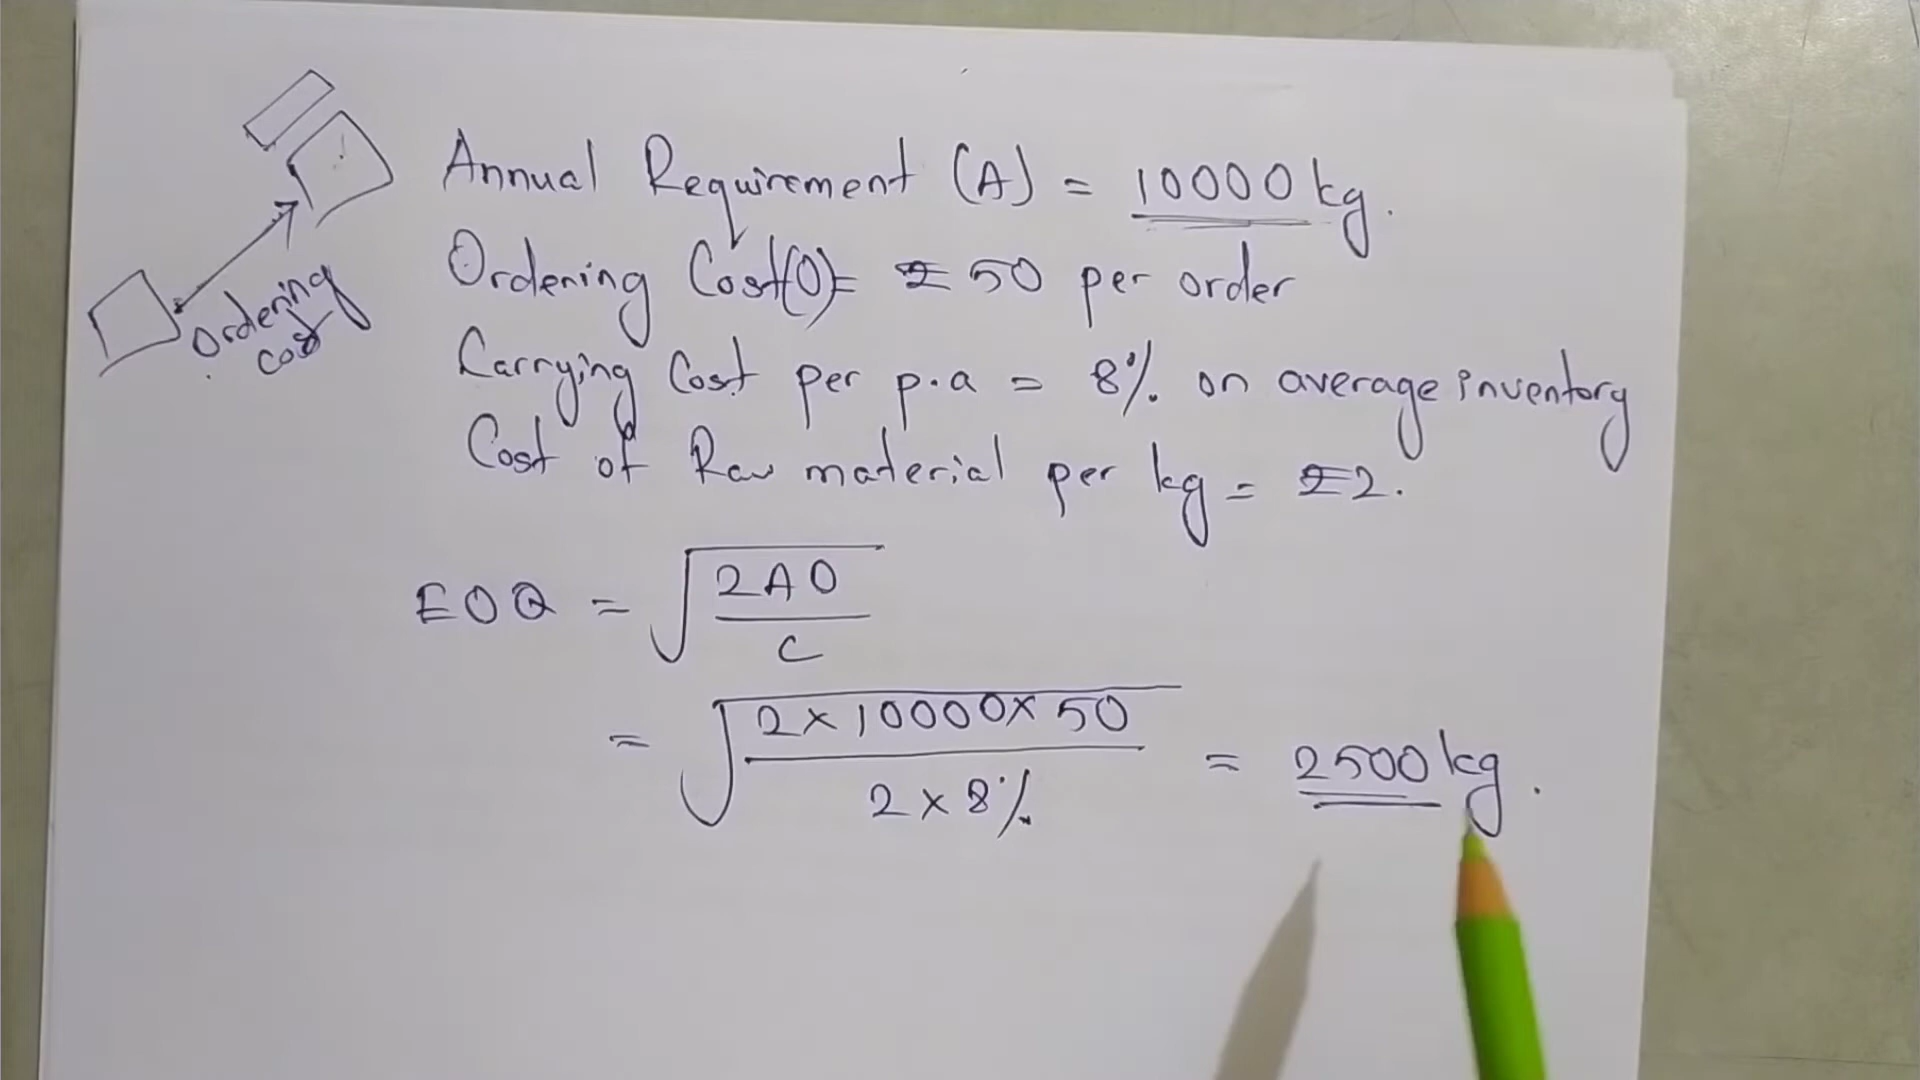 Annual Requirement (A) = 10000 kg.
Ordering Cost(O)= ₹ 50 per order
Ordering
cost
Carrying Cost per p.a = 8% on average inventory
Cost of Raw material per kg = ₹2.
EOQ = √ 2AO
C
= √ 2 x 10000 x 50 = 2500 kg.
2 x 8%